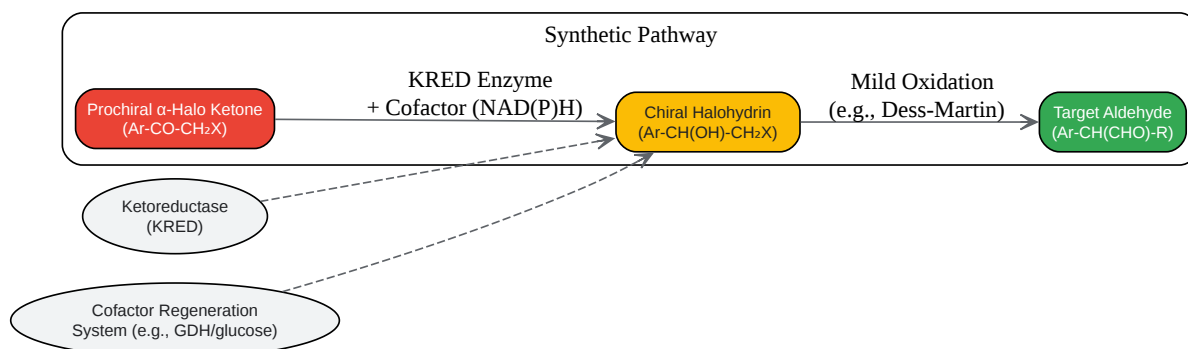 Synthetic Pathway
KRED Enzyme
+ Cofactor (NAD(P)H)
Mild Oxidation
(e.g., Dess-Martin)
Prochiral α-Halo Ketone
(Ar-CO-CH₂X)
Chiral Halohydrin
(Ar-CH(OH)-CH₂X)
Target Aldehyde
(Ar-CH(CHO)-R)
Ketoreductase
(KRED)
Cofactor Regeneration
System (e.g., GDH/glucose)